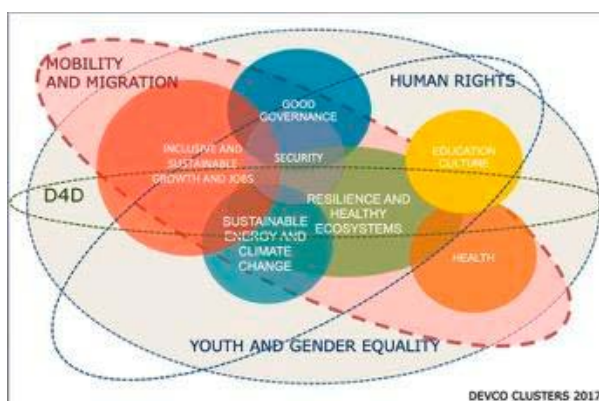 MOBILITY
AND MIGRATION
HUMAN RIGHTS
GOOD
GOVERNANCE
INCLUSIVE AND
SUSTAINABLE
GROWTH AND JOBS
SECURITY
EDUCATION
CULTURE
D4D
RESILIENCE AND
HEALTHY
ECOSYSTEMS
SUSTAINABLE
ENERGY AND
CLIMATE
CHANGE
HEALTH
YOUTH AND GENDER EQUALITY
DEVCO CLUSTERS 2017